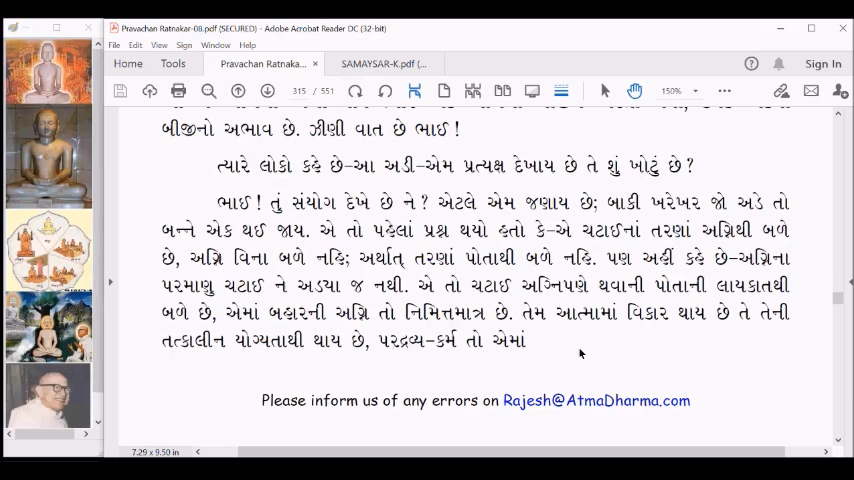 Pravachan Ratnakar-08.pdf (SECURED) - Adobe Acrobat Reader DC (32-bit)
File Edit View Sign Window Help
Home Tools Pravachan Ratnaka... × SAMAYSAR-K.pdf (... Sign In
315 / 551 150%
બીજીનો અભાવ છે. ઝીણી વાત છે ભાઈ!
ત્યારે લોકો કહે છે-આ અડી-એમ પ્રત્યક્ષ દેખાય છે તે શું ખોટું છે?
ભાઈ! તું સંયોગ દેખે છે ને? એટલે એમ જણાય છે; બાકી ખરેખર જો અડે તો
બન્ને એક થઈ જાય. એ તો પહેલાં પ્રશ્ન થયો હતો કે-એ ચટાઈનાં તરણાં અગ્નિથી બળે
છે, અગ્નિ વિના બળે નહિ; અર્થાત્ તરણાં પોતાથી બળે નહિ. પણ અહીં કહે છે-અગ્નિના
પરમાણુ ચટાઈ ને અડયા જ નથી. એ તો ચટાઈ અગ્નિપણે થવાની પોતાની લાયકાતથી
બળે છે, એમાં બહારની અગ્નિ તો નિમિત્તમાત્ર છે. તેમ આત્મામાં વિકાર થાય છે તે તેની
તત્કાલીન યોગ્યતાથી થાય છે, પરદ્રવ્ય-કર્મ તો એમાં
Please inform us of any errors on Rajesh@AtmaDharma.com
7.29 x 9.50 in